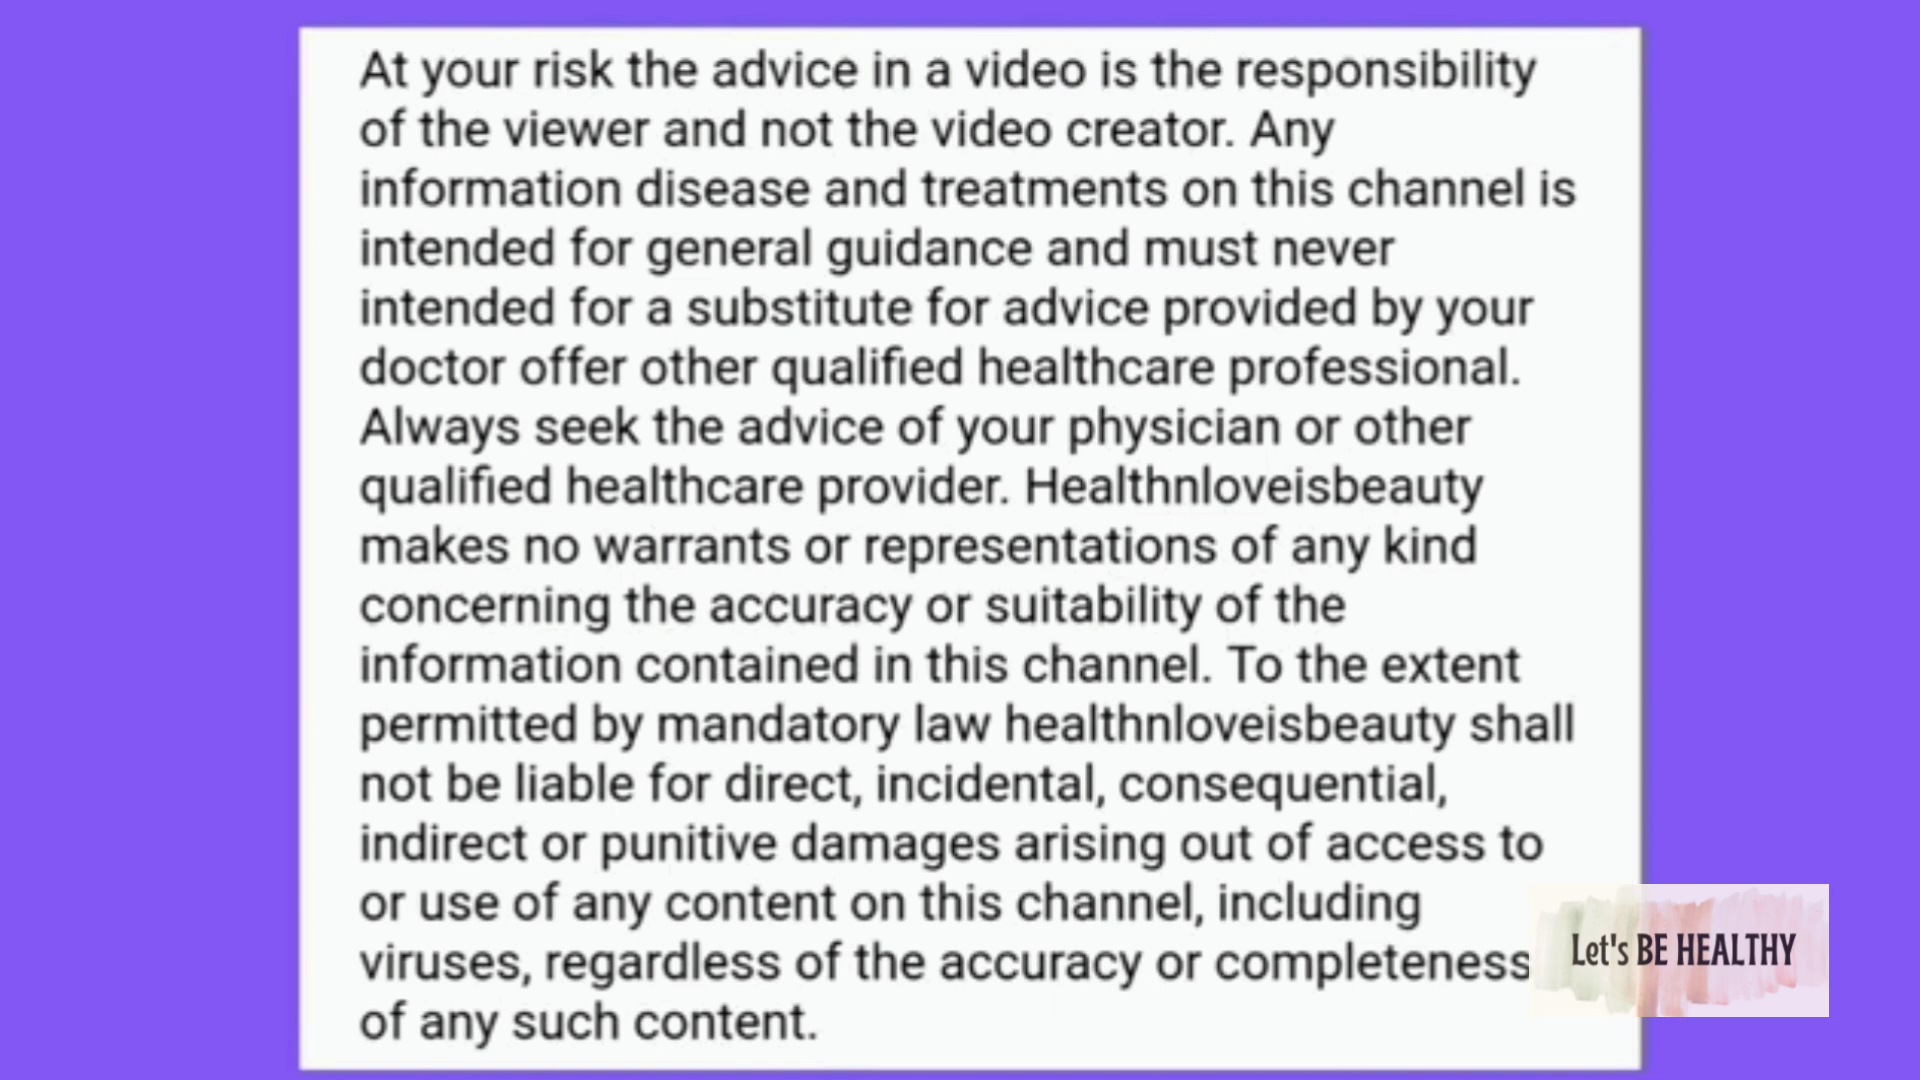 At your risk the advice in a video is the responsibility
of the viewer and not the video creator. Any
information disease and treatments on this channel is
intended for general guidance and must never
intended for a substitute for advice provided by your
doctor offer other qualified healthcare professional.
Always seek the advice of your physician or other
qualified healthcare provider. Healthnloveisbeauty
makes no warrants or representations of any kind
concerning the accuracy or suitability of the
information contained in this channel. To the extent
permitted by mandatory law healthnloveisbeauty shall
not be liable for direct, incidental, consequential,
indirect or punitive damages arising out of access to
or use of any content on this channel, including
viruses, regardless of the accuracy or completeness
of any such content.
Let's BE HEALTHY